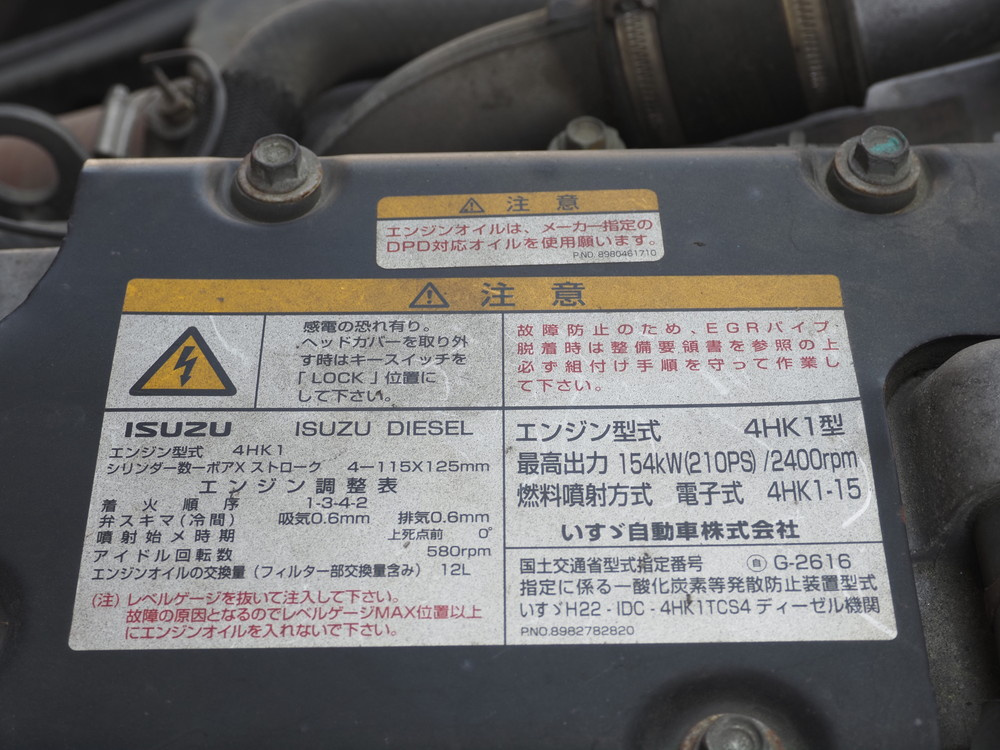 ⚠ 注意
エンジンオイルは、メーカー指定の
DPD対応オイルを使用願います。
P.NO. 8980461710
⚠ 注意
感電の恐れ有り。
ヘッドカバーを取り外
す時はキースイッチを
「LOCK」位置に
して下さい。
故障防止のため、EGRパイプ
脱着時は整備要領書を参照の上
必ず組付け手順を守って作業し
て下さい。
ISUZU ISUZU DIESEL
エンジン型式 4HK1
シリンダー数ーボアXストローク 4－115X125mm
エンジン調整表
着火順序 1-3-4-2
弁スキマ(冷間) 吸気0.6mm 排気0.6mm
噴射始メ時期 上死点前 0°
アイドル回転数 580rpm
エンジンオイルの交換量(フィルター部交換量含み) 12L
(注)レベルゲージを抜いて注入して下さい。
故障の原因となるのでレベルゲージMAX位置以上
にエンジンオイルを入れないで下さい。
エンジン型式 4HK1型
最高出力 154kW(210PS)/2400rpm
燃料噴射方式 電子式 4HK1-15
いすゞ自動車株式会社
国土交通省型式指定番号 ㊀自 G-2616
指定に係る一酸化炭素等発散防止装置型式
いすゞH22-IDC-4HK1TCS4ディーゼル機関
P.NO.8982782820